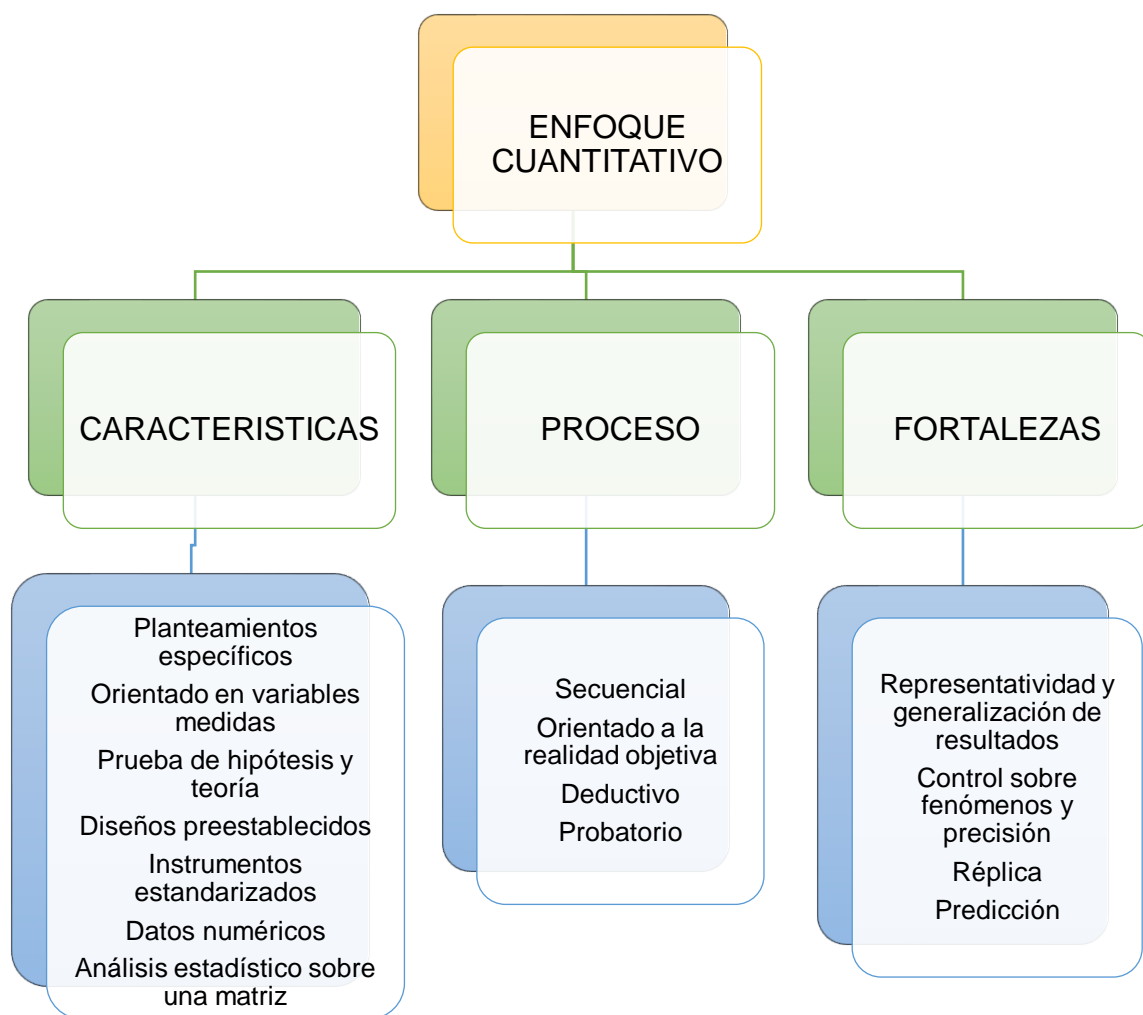 ENFOQUE
CUANTITATIVO
CARACTERISTICAS
PROCESO
FORTALEZAS
Planteamientos
específicos
Orientado en variables
medidas
Prueba de hipótesis y
teoría
Diseños preestablecidos
Instrumentos
estandarizados
Datos numéricos
Análisis estadístico sobre
una matriz
Secuencial
Orientado a la
realidad objetiva
Deductivo
Probatorio
Representatividad y
generalización de
resultados
Control sobre
fenómenos y
precisión
Réplica
Predicción